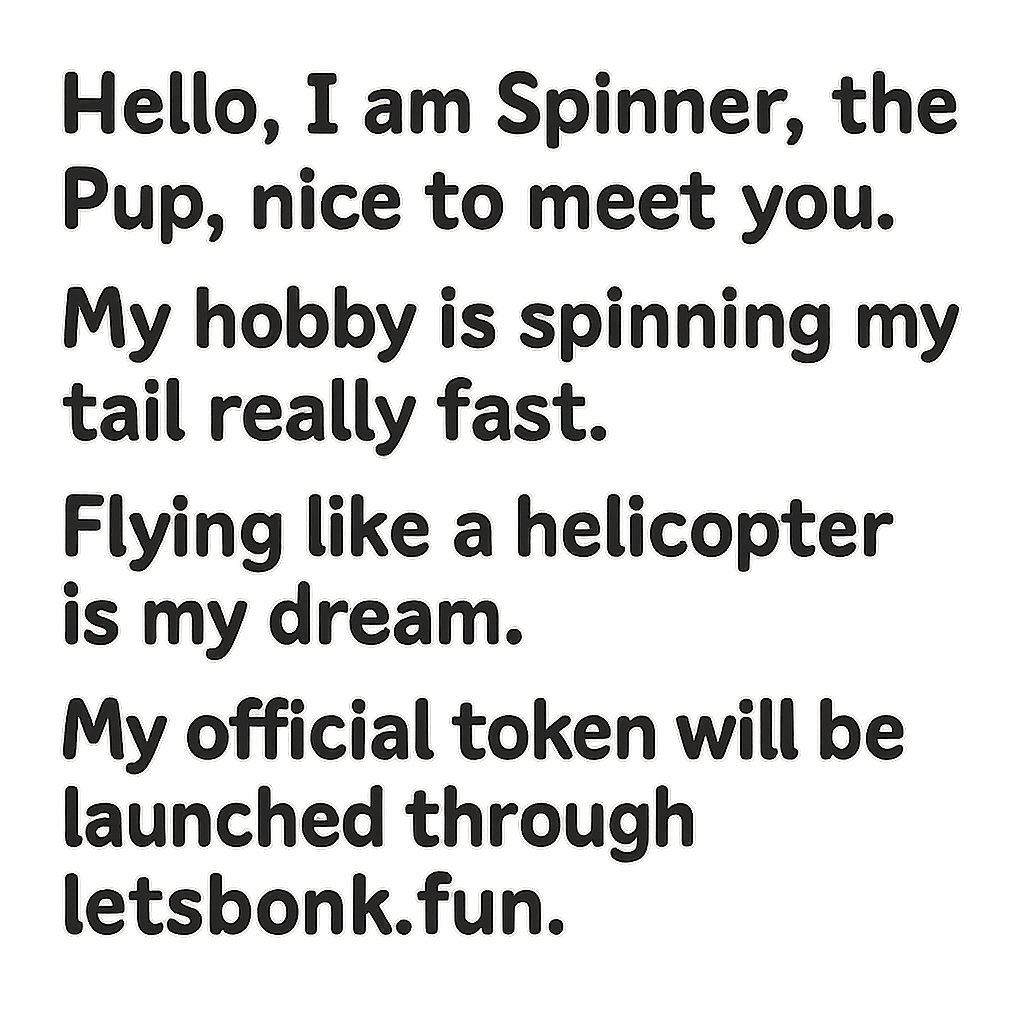 Hello, I am Spinner, the
Pup, nice to meet you.
My hobby is spinning my
tail really fast.
Flying like a helicopter
is my dream.
My official token will be
launched through
letsbonk.fun.